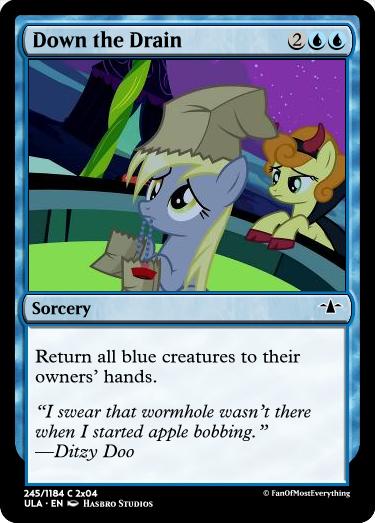 Down the Drain 2
Sorcery
Return all blue creatures to their
owners' hands.
“I swear that wormhole wasn't there
when I started apple bobbing.”
—Ditzy Doo
245/1184 C 2x04
ULA • EN Hasbro Studios
© FanOfMostEverything